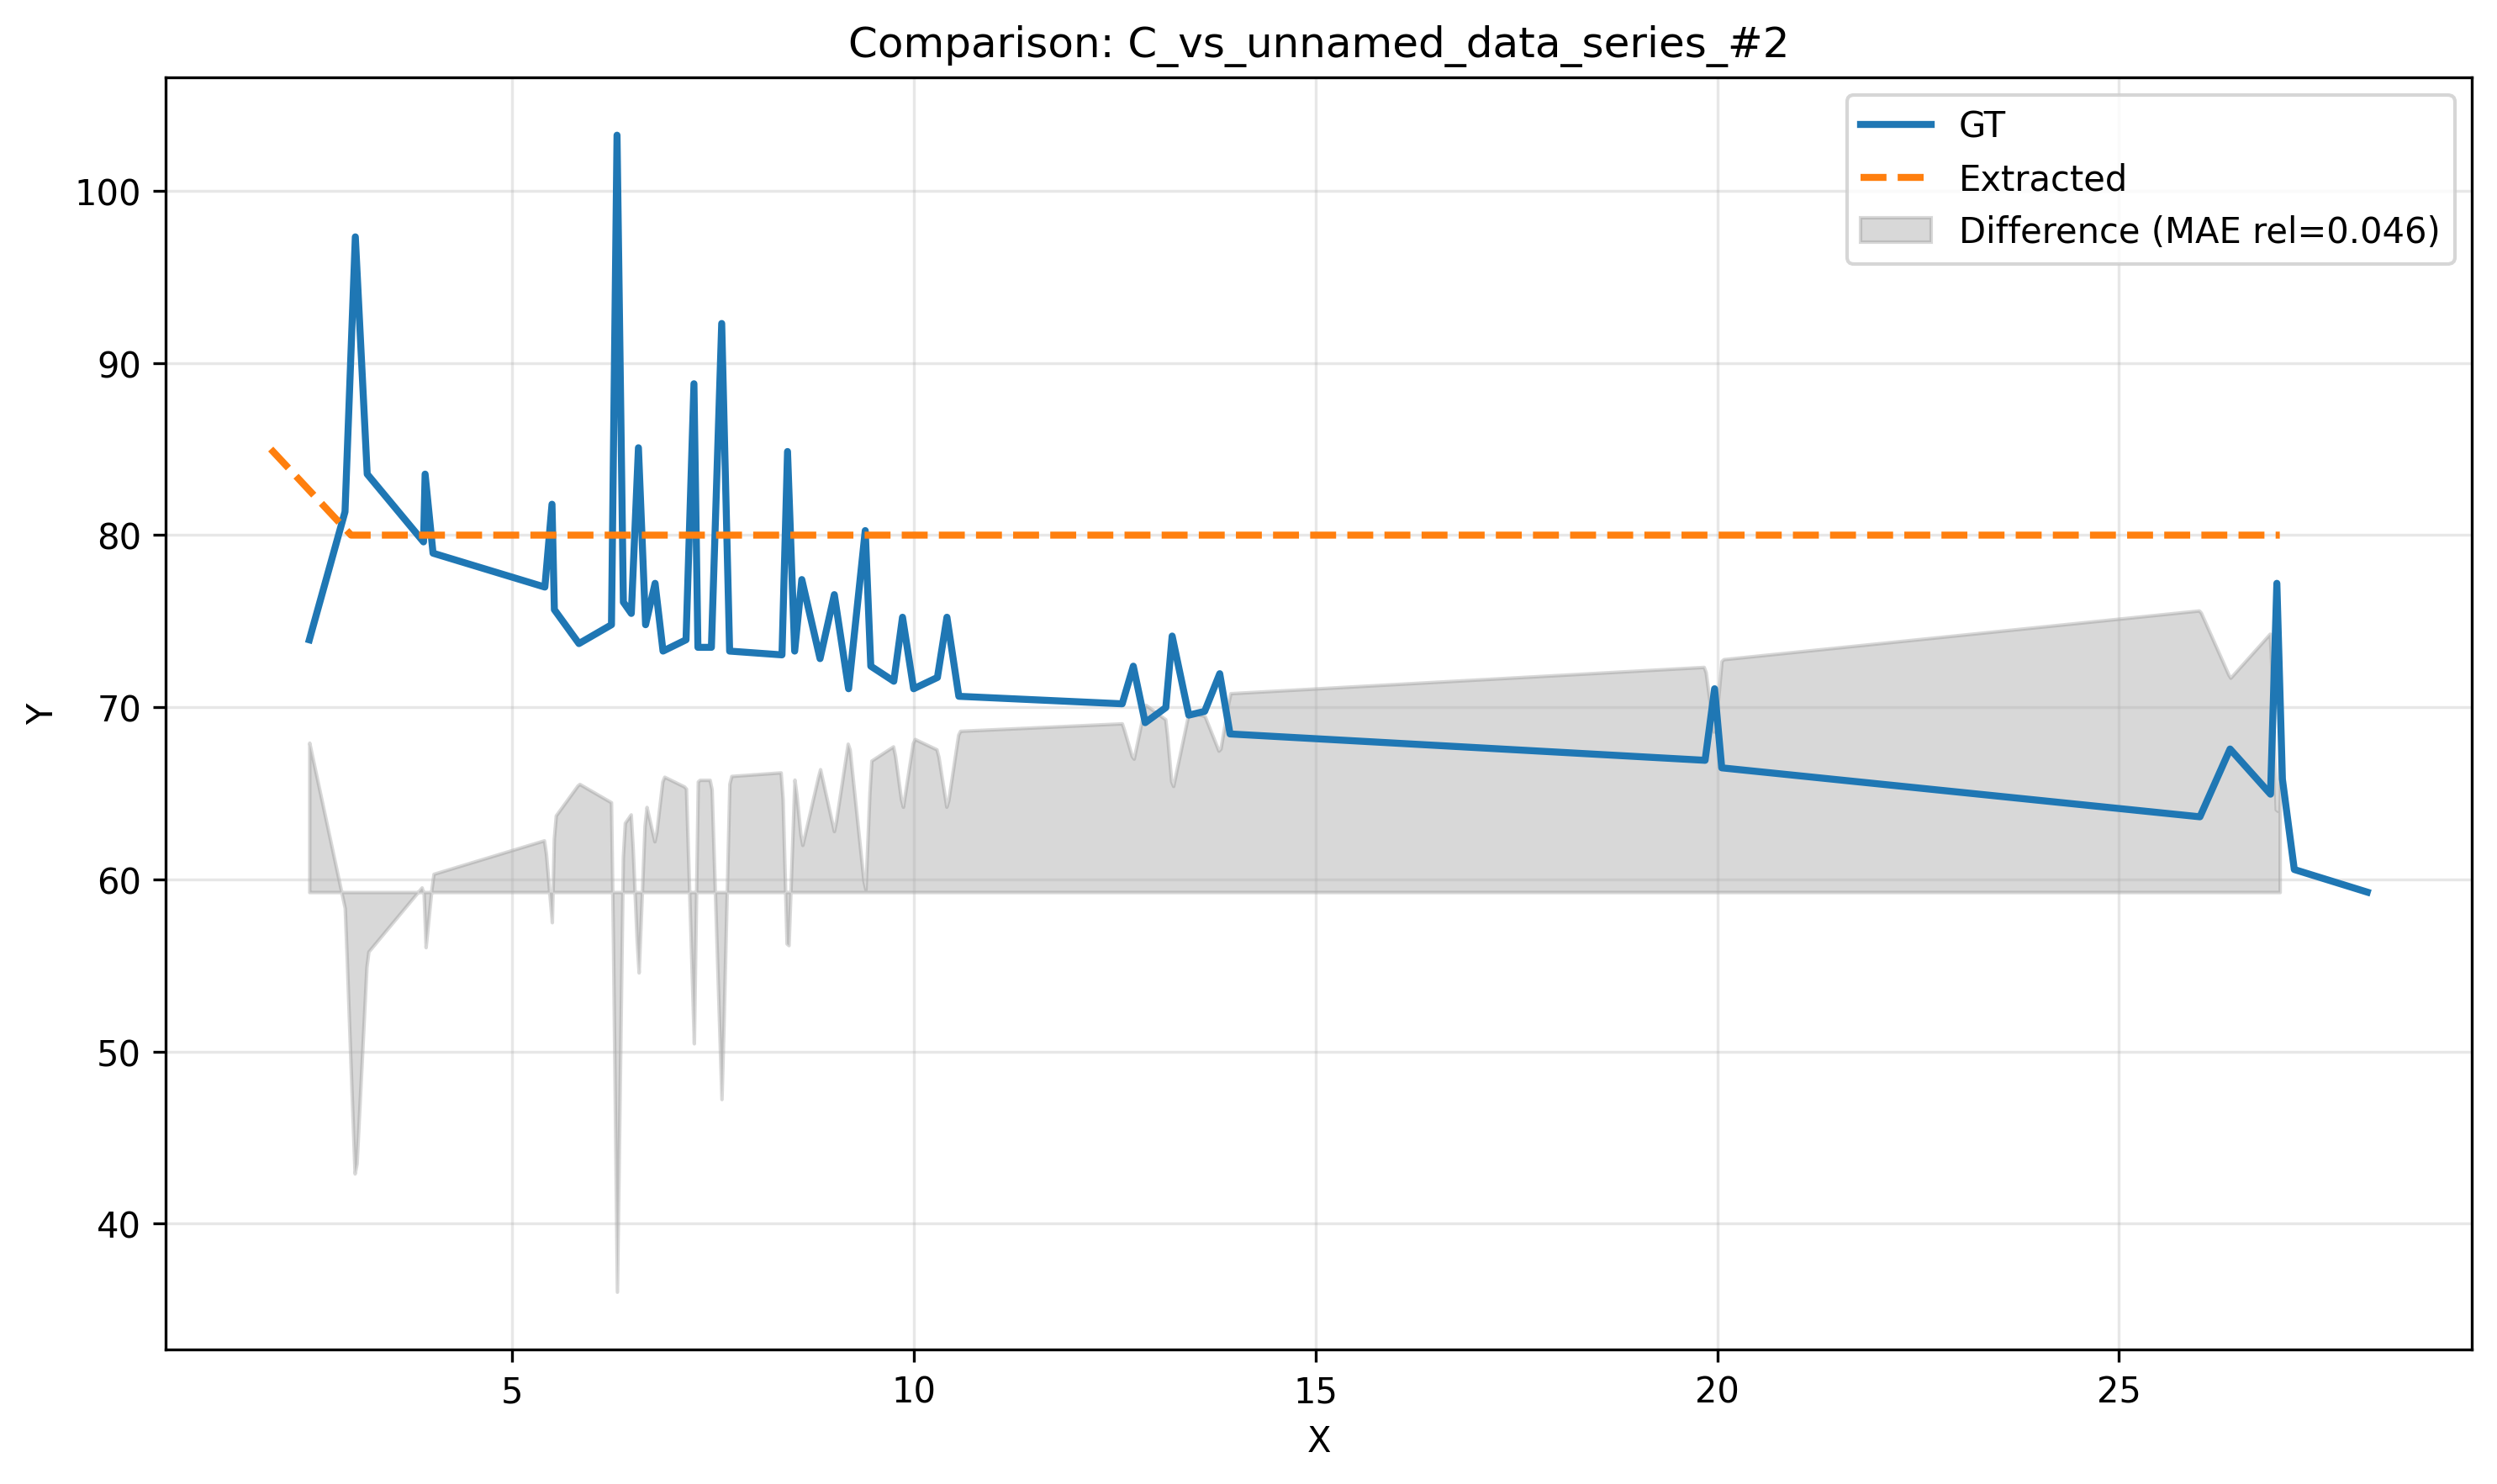 Comparison: C_vs_unnamed_data_series_#2
GT
Extracted
Difference (MAE rel=0.046)
100
90
80
70
60
50
40
Y
5
10
15
20
25
X